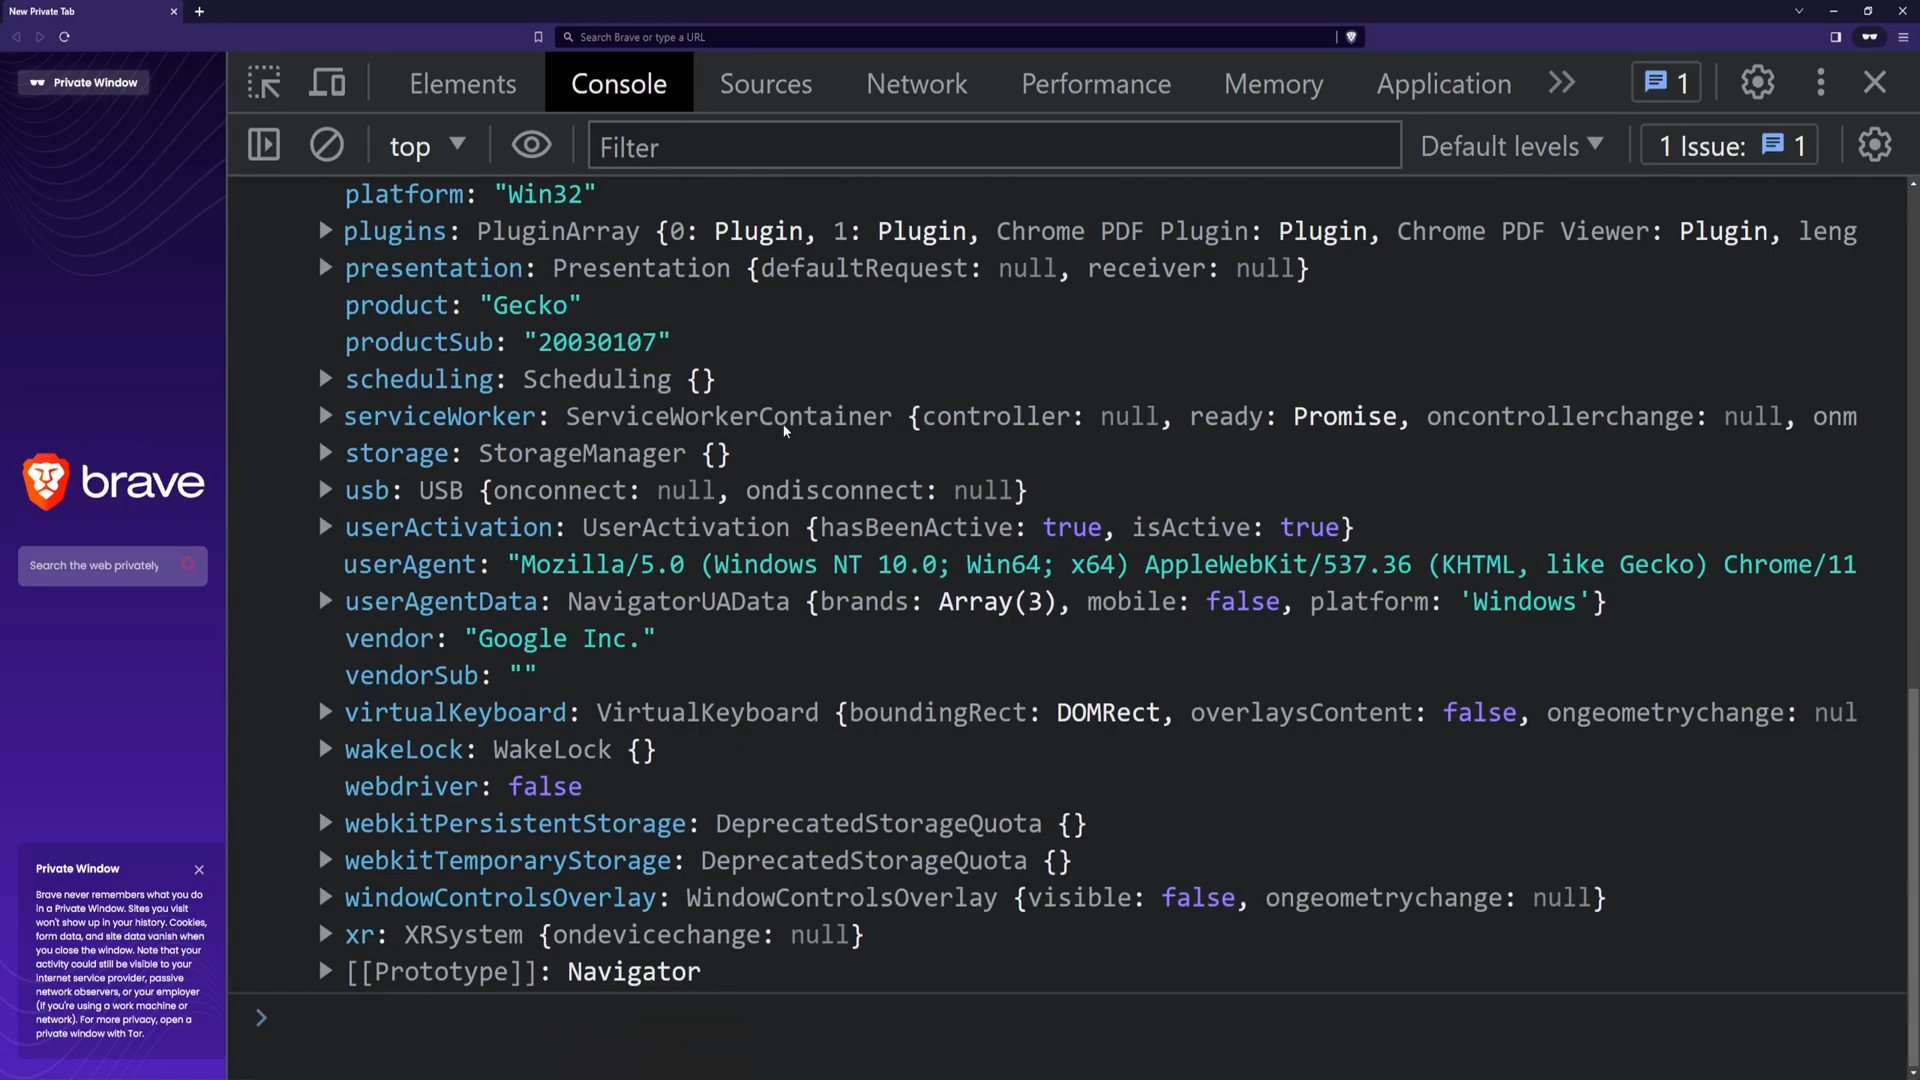 New Private Tab
Search Brave or type a URL
Private Window
Elements
Console
Sources
Network
Performance
Memory
Application
1
top
Filter
Default levels
1 Issue:
1
platform: "Win32"
plugins: PluginArray {0: Plugin, 1: Plugin, Chrome PDF Plugin: Plugin, Chrome PDF Viewer: Plugin, leng
presentation: Presentation {defaultRequest: null, receiver: null}
product: "Gecko"
productSub: "20030107"
scheduling: Scheduling {}
serviceWorker: ServiceWorkerContainer {controller: null, ready: Promise, oncontrollerchange: null, onm
storage: StorageManager {}
usb: USB {onconnect: null, ondisconnect: null}
userActivation: UserActivation {hasBeenActive: true, isActive: true}
userAgent: "Mozilla/5.0 (Windows NT 10.0; Win64; x64) AppleWebKit/537.36 (KHTML, like Gecko) Chrome/11
userAgentData: NavigatorUAData {brands: Array(3), mobile: false, platform: 'Windows'}
vendor: "Google Inc."
vendorSub: ""
virtualKeyboard: VirtualKeyboard {boundingRect: DOMRect, overlaysContent: false, ongeometrychange: nul
wakeLock: WakeLock {}
webdriver: false
webkitPersistentStorage: DeprecatedStorageQuota {}
webkitTemporaryStorage: DeprecatedStorageQuota {}
windowControlsOverlay: WindowControlsOverlay {visible: false, ongeometrychange: null}
xr: XRSystem {ondevicechange: null}
[[Prototype]]: Navigator
brave
Search the web privately
Private Window
Brave never remembers what you do
in a Private Window. Sites you visit
won't show up in your history. Cookies,
form data, and site data vanish when
you close the window. Note that your
activity could still be visible to your
internet service provider, passive
network observers, or your employer
(if you're using a work machine or
network). For more privacy, open a
private window with Tor.